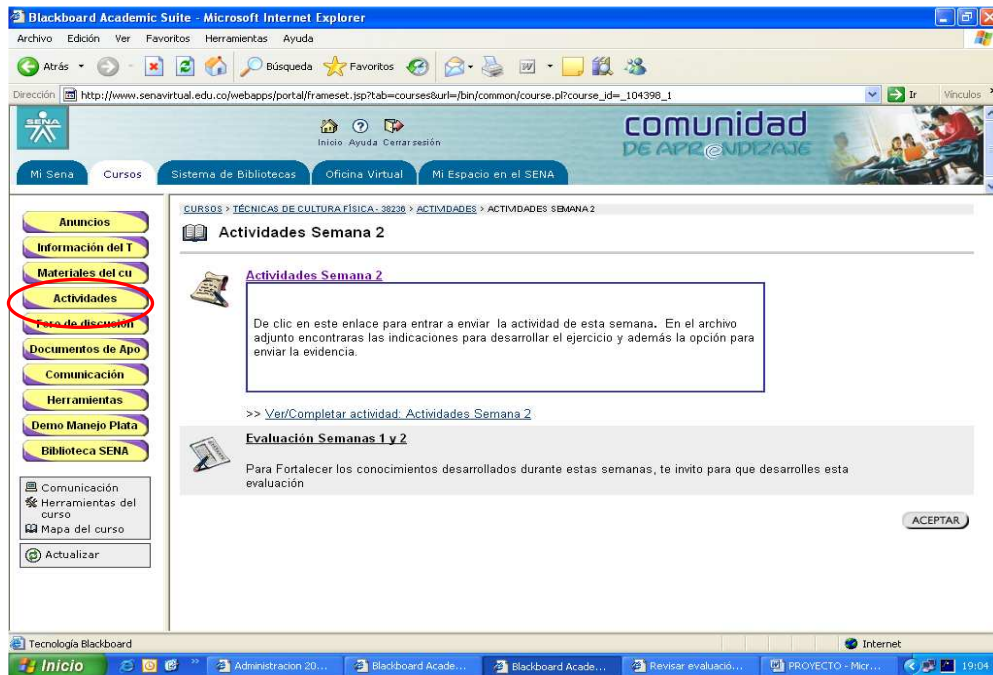 Blackboard Academic Suite - Microsoft Internet Explorer
Archivo Edición Ver Favoritos Herramientas Ayuda
Atrás Búsqueda Favoritos
Dirección http://www.senavirtual.edu.co/webapps/portal/frameset.jsp?tab=courses&url=/bin/common/course.pl?course_id=_104398_1 Ir Vínculos
SENA
Inicio Ayuda Cerrar sesión
comunidad
DE APR@NDIZAJE
Mi Sena Cursos Sistema de Bibliotecas Oficina Virtual Mi Espacio en el SENA
CURSOS > TÉCNICAS DE CULTURA FÍSICA - 38236 > ACTIVIDADES > ACTIVIDADES SEMANA 2
Actividades Semana 2
Anuncios
Información del T
Materiales del cu
Actividades
Foro de discusión
Documentos de Apo
Comunicación
Herramientas
Demo Manejo Plata
Biblioteca SENA
Comunicación
Herramientas del
curso
Mapa del curso
Actualizar
Actividades Semana 2
De clic en este enlace para entrar a enviar la actividad de esta semana. En el archivo
adjunto encontraras las indicaciones para desarrollar el ejercicio y además la opción para
enviar la evidencia.
>> Ver/Completar actividad: Actividades Semana 2
Evaluación Semanas 1 y 2
Para Fortalecer los conocimientos desarrollados durante estas semanas, te invito para que desarrolles esta
evaluación
ACEPTAR
Tecnología Blackboard Internet
Inicio Administracion 20... Blackboard Acade... Blackboard Acade... Revisar evaluació... PROYECTO - Micr... 19:04